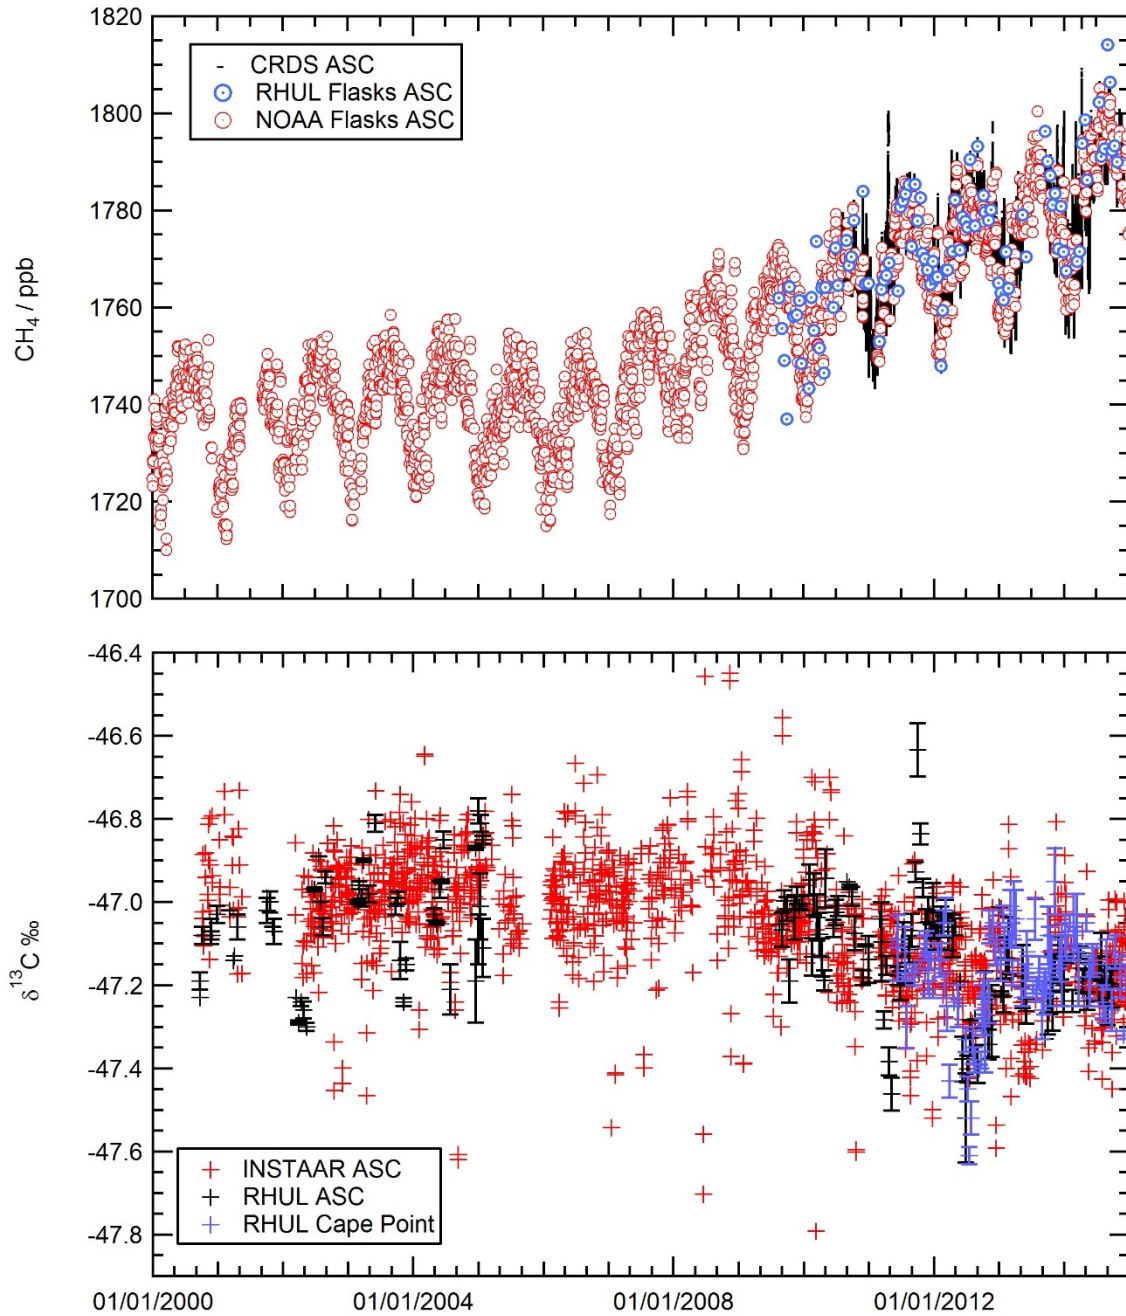 1820
1800
1780
1760
1740
1720
1700
CH₄ / ppb
CRDS ASC
RHUL Flasks ASC
NOAA Flasks ASC
-46.4
-46.6
-46.8
-47.0
-47.2
-47.4
-47.6
-47.8
δ ¹³C ‰
INSTAAR ASC
RHUL ASC
RHUL Cape Point
01/01/2000 01/01/2004 01/01/2008 01/01/2012